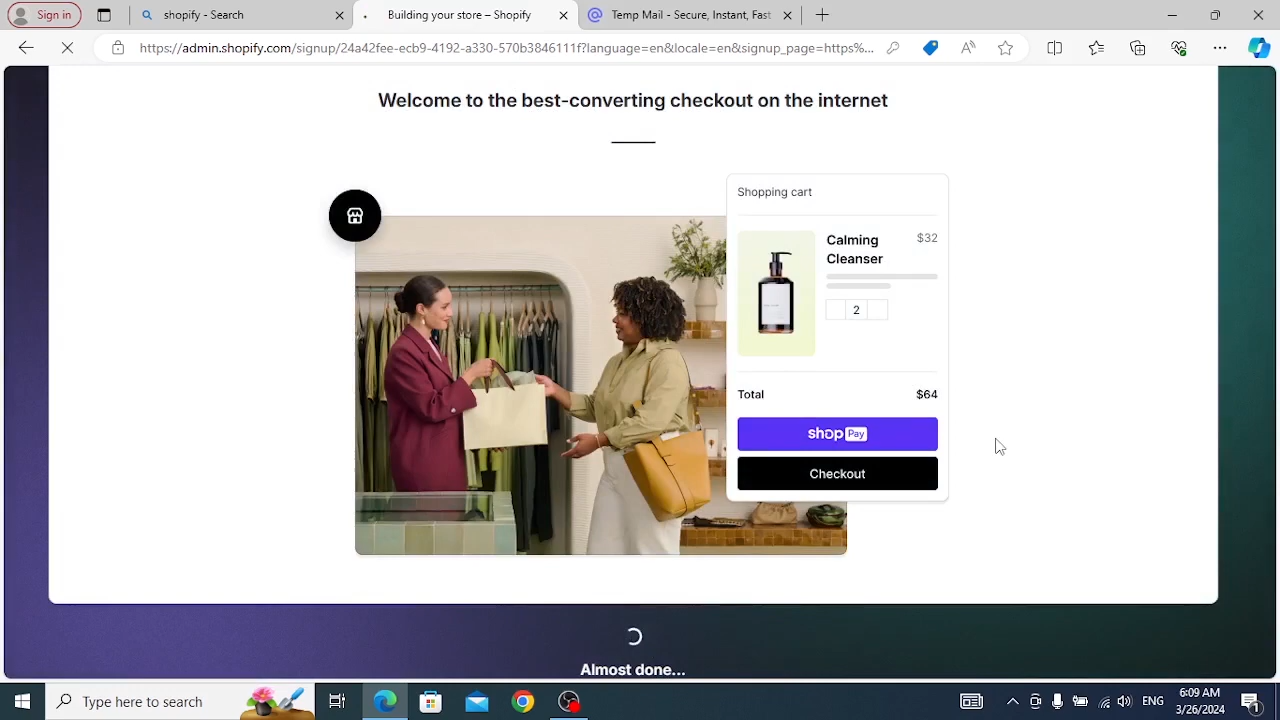 Sign in
shopify - Search
Building your store – Shopify
Temp Mail - Secure, Instant, Fast
https://admin.shopify.com/signup/24a42fee-ecb9-4192-a330-570b3846111f?language=en&locale=en&signup_page=https%...
Welcome to the best-converting checkout on the internet
Shopping cart
Calming
Cleanser
$32
2
Total
$64
shop Pay
Checkout
Almost done...
Type here to search
ENG
6:09 AM
3/26/2024
1